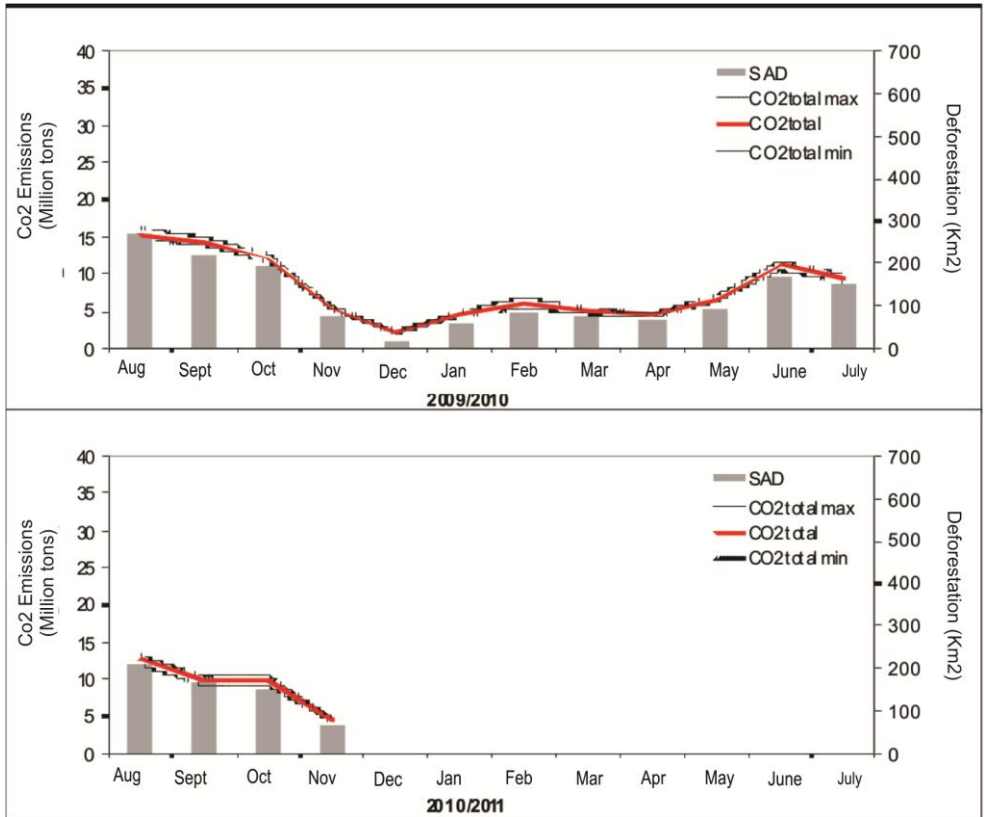 Co2 Emissions
(Million tons)
40
35
30
25
20
15
10
5
0
SAD
CO2total max
CO2total
CO2total min
700
600
500
400
300
200
100
0
Deforestation (Km2)
Aug Sept Oct Nov Dec Jan Feb Mar Apr May June July
2009/2010
Co2 Emissions
(Million tons)
40
35
30
25
20
15
10
5
0
SAD
CO2total max
CO2total
CO2total min
700
600
500
400
300
200
100
0
Deforestation (Km2)
Aug Sept Oct Nov Dec Jan Feb Mar Apr May June July
2010/2011